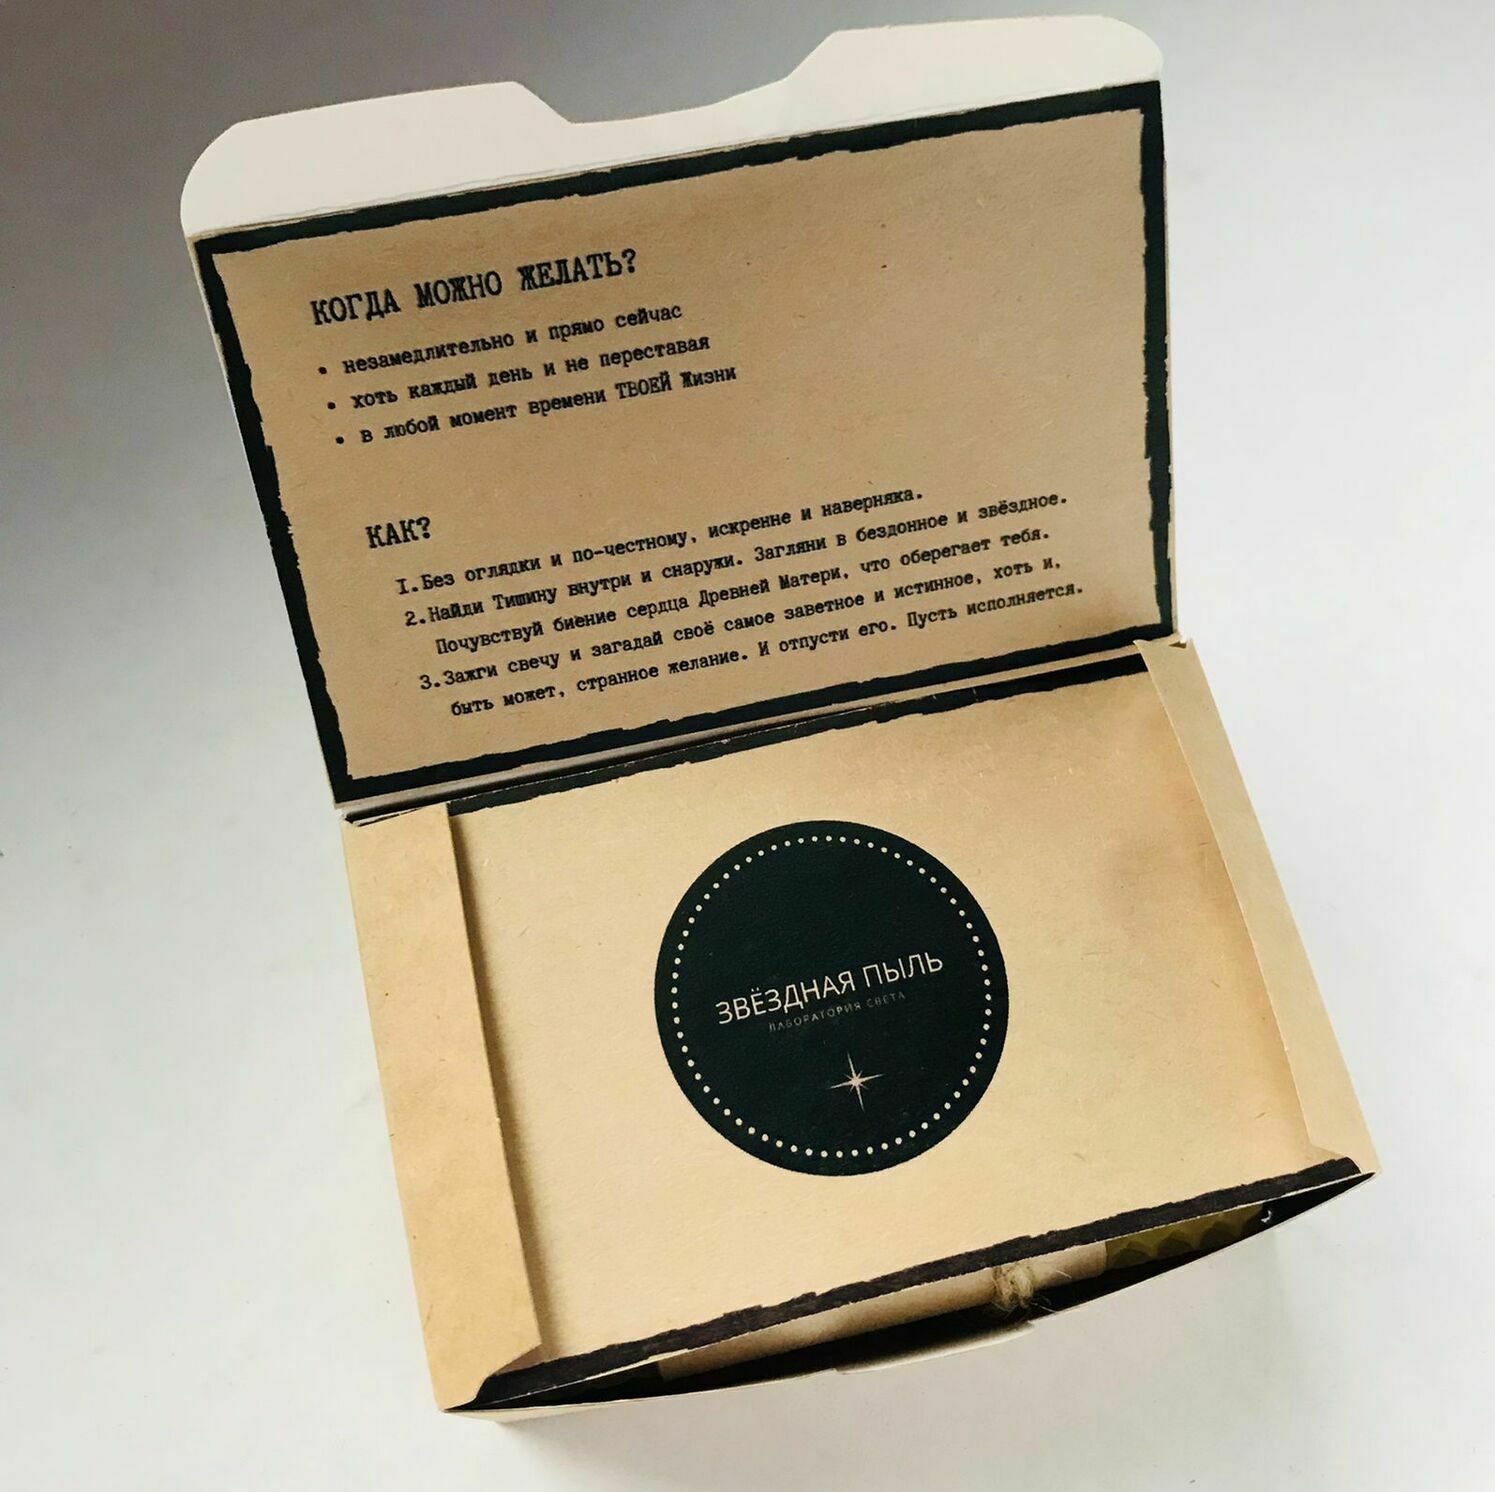 КОГДА МОЖНО ЖЕЛАТЬ?
• незамедлительно и прямо сейчас
• хоть каждый день и не переставая
• в любой момент времени ТВОЕЙ Жизни
КАК?
1.Без оглядки и по-честному, искренне и наверняка.
2.Найди Тишину внутри и снаружи. Загляни в бездонное и звёздное.
Почувствуй биение сердца Древней Матери, что оберегает тебя.
3.Зажги свечу и загадай своё самое заветное и истинное, хоть и,
быть может, странное желание. И отпусти его. Пусть исполняется.
ЗВЁЗДНАЯ ПЫЛЬ
ЛАБОРАТОРИЯ СВЕТА